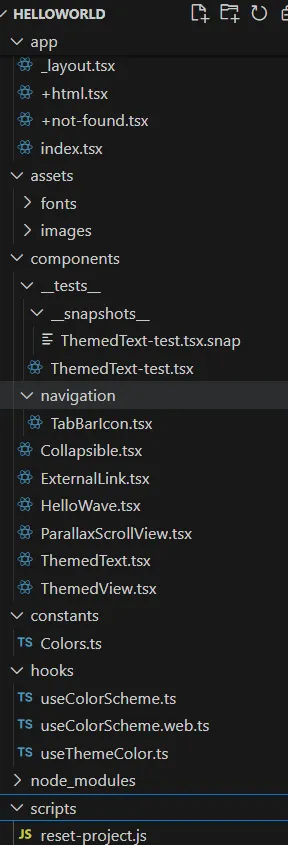 HELLOWORLD
app
_layout.tsx
+html.tsx
+not-found.tsx
index.tsx
assets
fonts
images
components
__tests__
__snapshots__
ThemedText-test.tsx.snap
ThemedText-test.tsx
navigation
TabBarIcon.tsx
Collapsible.tsx
ExternalLink.tsx
HelloWave.tsx
ParallaxScrollView.tsx
ThemedText.tsx
ThemedView.tsx
constants
TS Colors.ts
hooks
TS useColorScheme.ts
TS useColorScheme.web.ts
TS useThemeColor.ts
node_modules
scripts
JS reset-project.js